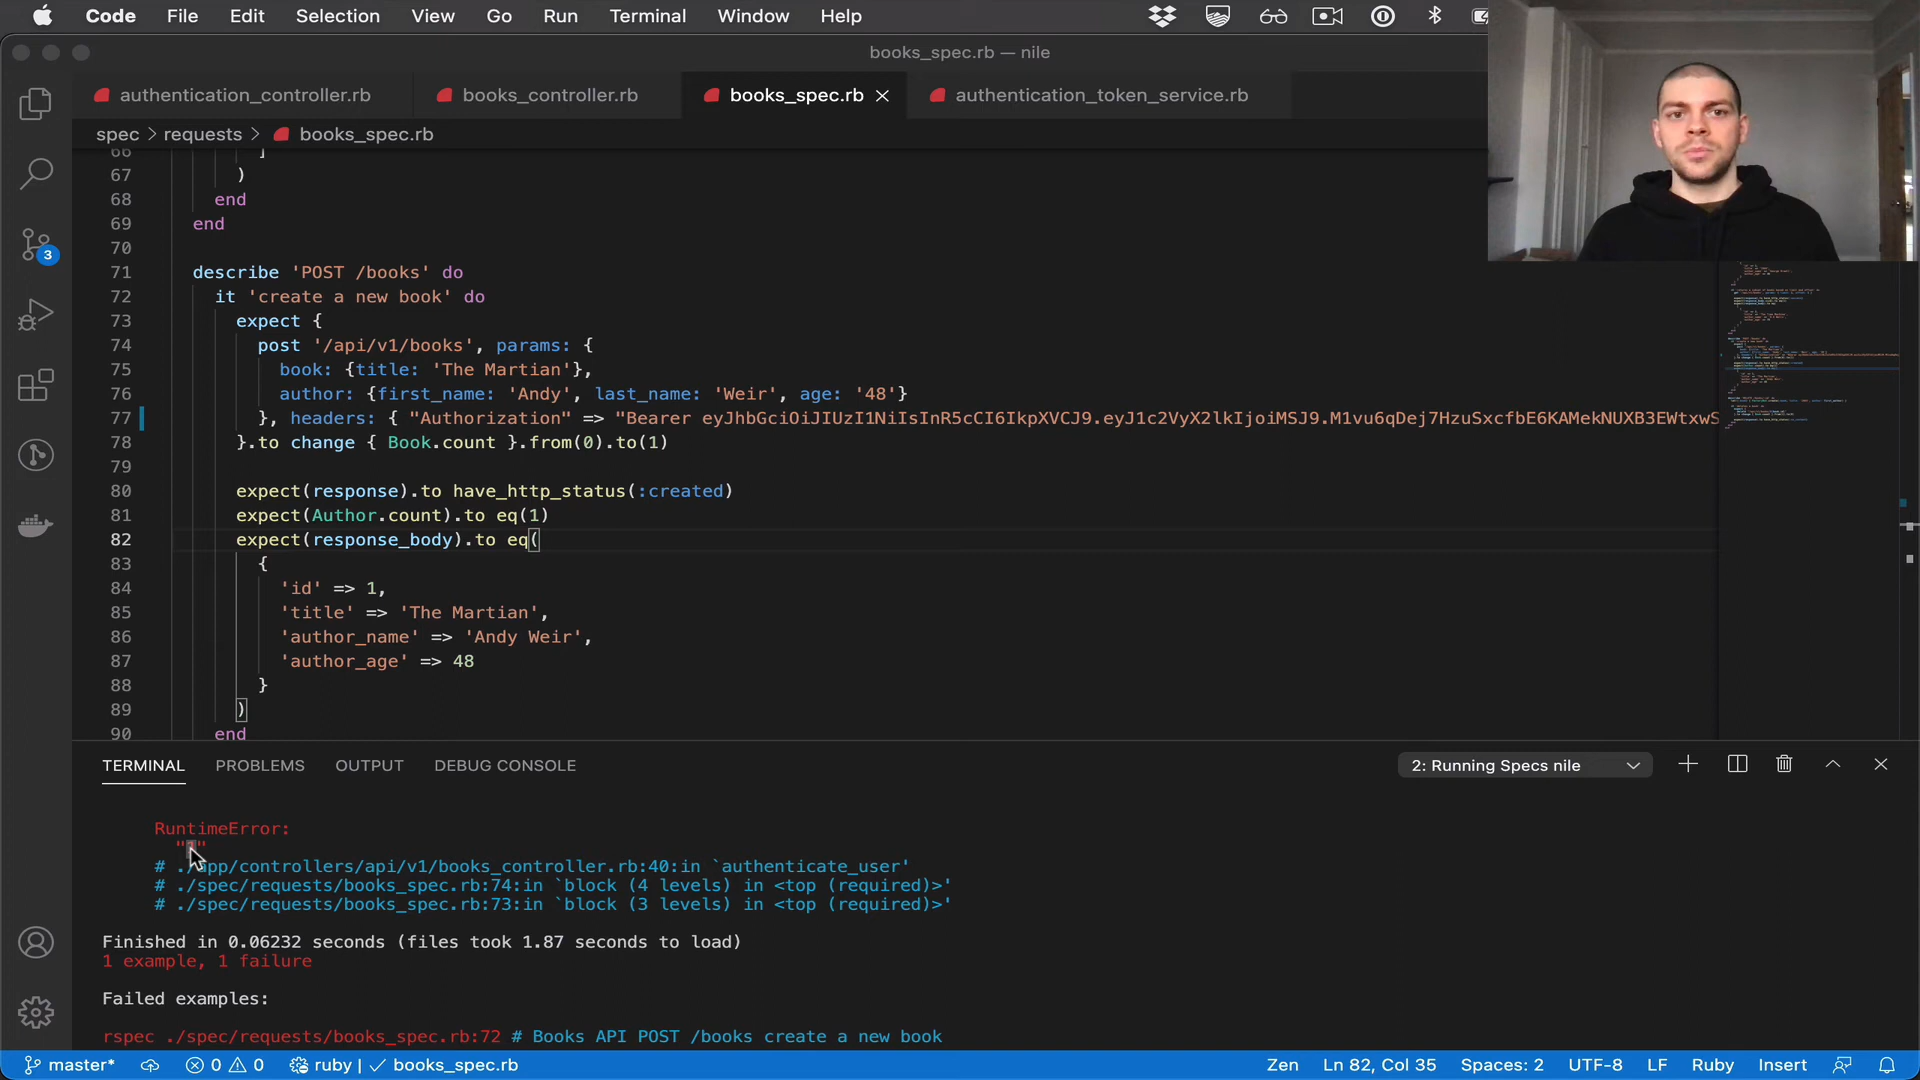 Code File Edit Selection View Go Run Terminal Window Help
books_spec.rb — nile
authentication_controller.rb books_controller.rb books_spec.rb authentication_token_service.rb
spec > requests > books_spec.rb
66 ]
67 )
68 end
69 end
70
71 describe 'POST /books' do
72 it 'create a new book' do
73 expect {
74 post '/api/v1/books', params: {
75 book: {title: 'The Martian'},
76 author: {first_name: 'Andy', last_name: 'Weir', age: '48'}
77 }, headers: { "Authorization" => "Bearer eyJhbGciOiJIUzI1NiIsInR5cCI6IkpXVCJ9.eyJ1c2VyX2lkIjoiMSJ9.M1vu6qDej7HzuSxcfbE6KAMekNUXB3EWtxwS
78 }.to change { Book.count }.from(0).to(1)
79
80 expect(response).to have_http_status(:created)
81 expect(Author.count).to eq(1)
82 expect(response_body).to eq(
83 {
84 'id' => 1,
85 'title' => 'The Martian',
86 'author_name' => 'Andy Weir',
87 'author_age' => 48
88 }
89 )
90 end
3
TERMINAL PROBLEMS OUTPUT DEBUG CONSOLE 2: Running Specs nile
RuntimeError:
# ./app/controllers/api/v1/books_controller.rb:40:in `authenticate_user'
# ./spec/requests/books_spec.rb:74:in `block (4 levels) in <top (required)>'
# ./spec/requests/books_spec.rb:73:in `block (3 levels) in <top (required)>'
Finished in 0.06232 seconds (files took 1.87 seconds to load)
1 example, 1 failure
Failed examples:
rspec ./spec/requests/books_spec.rb:72 # Books API POST /books create a new book
master* 0 0 ruby | ✓ books_spec.rb Zen Ln 82, Col 35 Spaces: 2 UTF-8 LF Ruby Insert